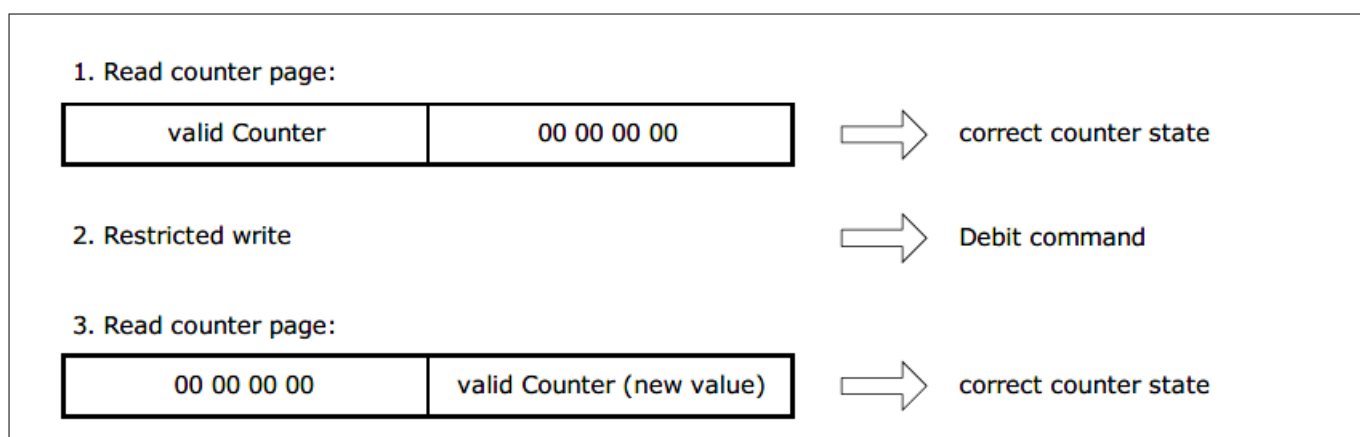 1. Read counter page:
valid Counter 00 00 00 00 correct counter state
2. Restricted write Debit command
3. Read counter page:
00 00 00 00 valid Counter (new value) correct counter state